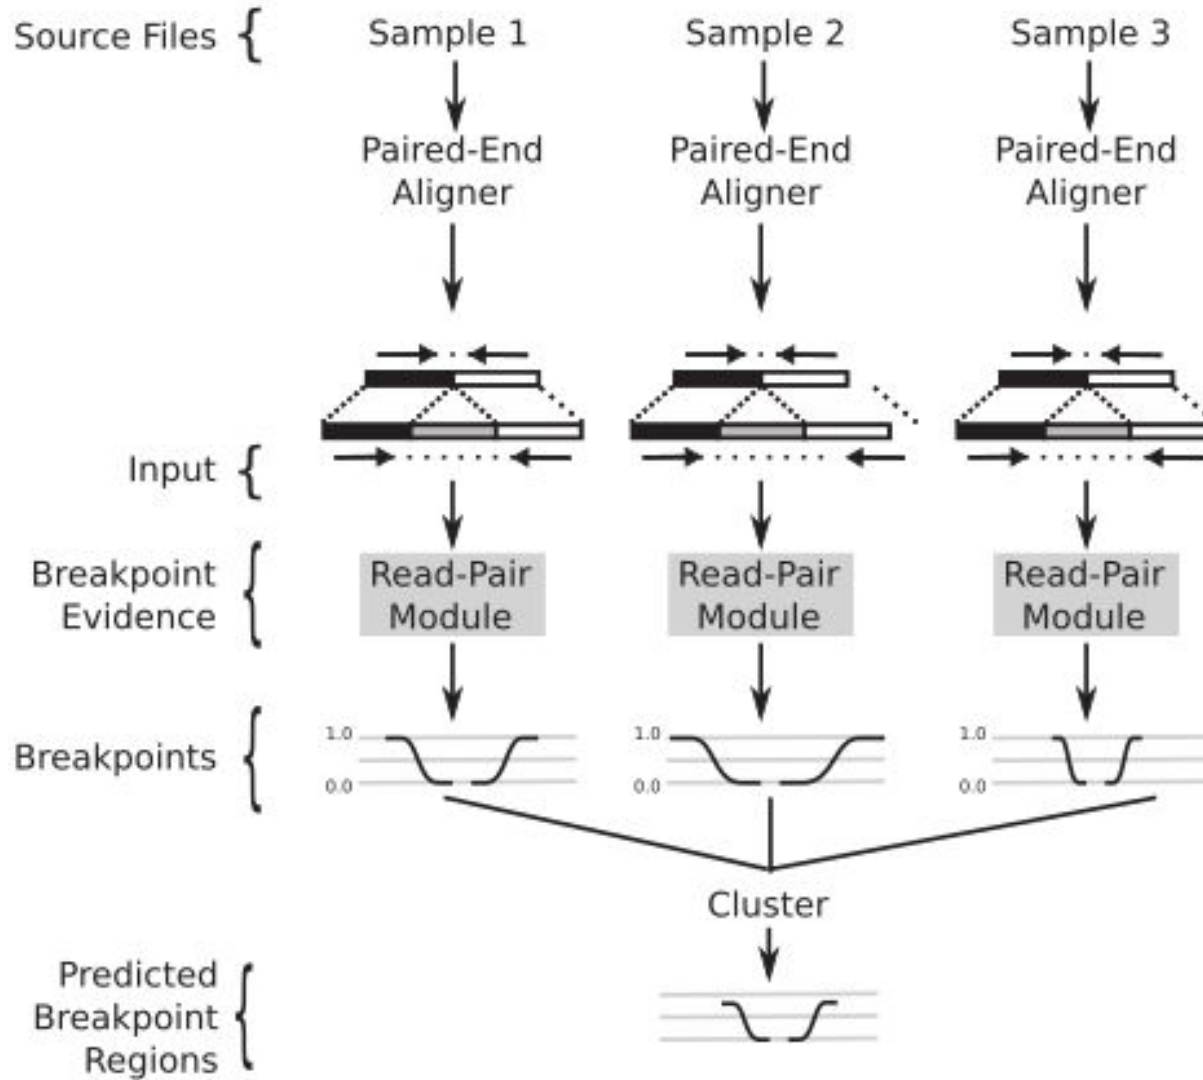 Source Files
Sample 1
Sample 2
Sample 3
Paired-End
Aligner
Paired-End
Aligner
Paired-End
Aligner
Input
Breakpoint
Evidence
Read-Pair
Module
Read-Pair
Module
Read-Pair
Module
Breakpoints
1.0
0.0
1.0
0.0
1.0
0.0
Cluster
Predicted
Breakpoint
Regions